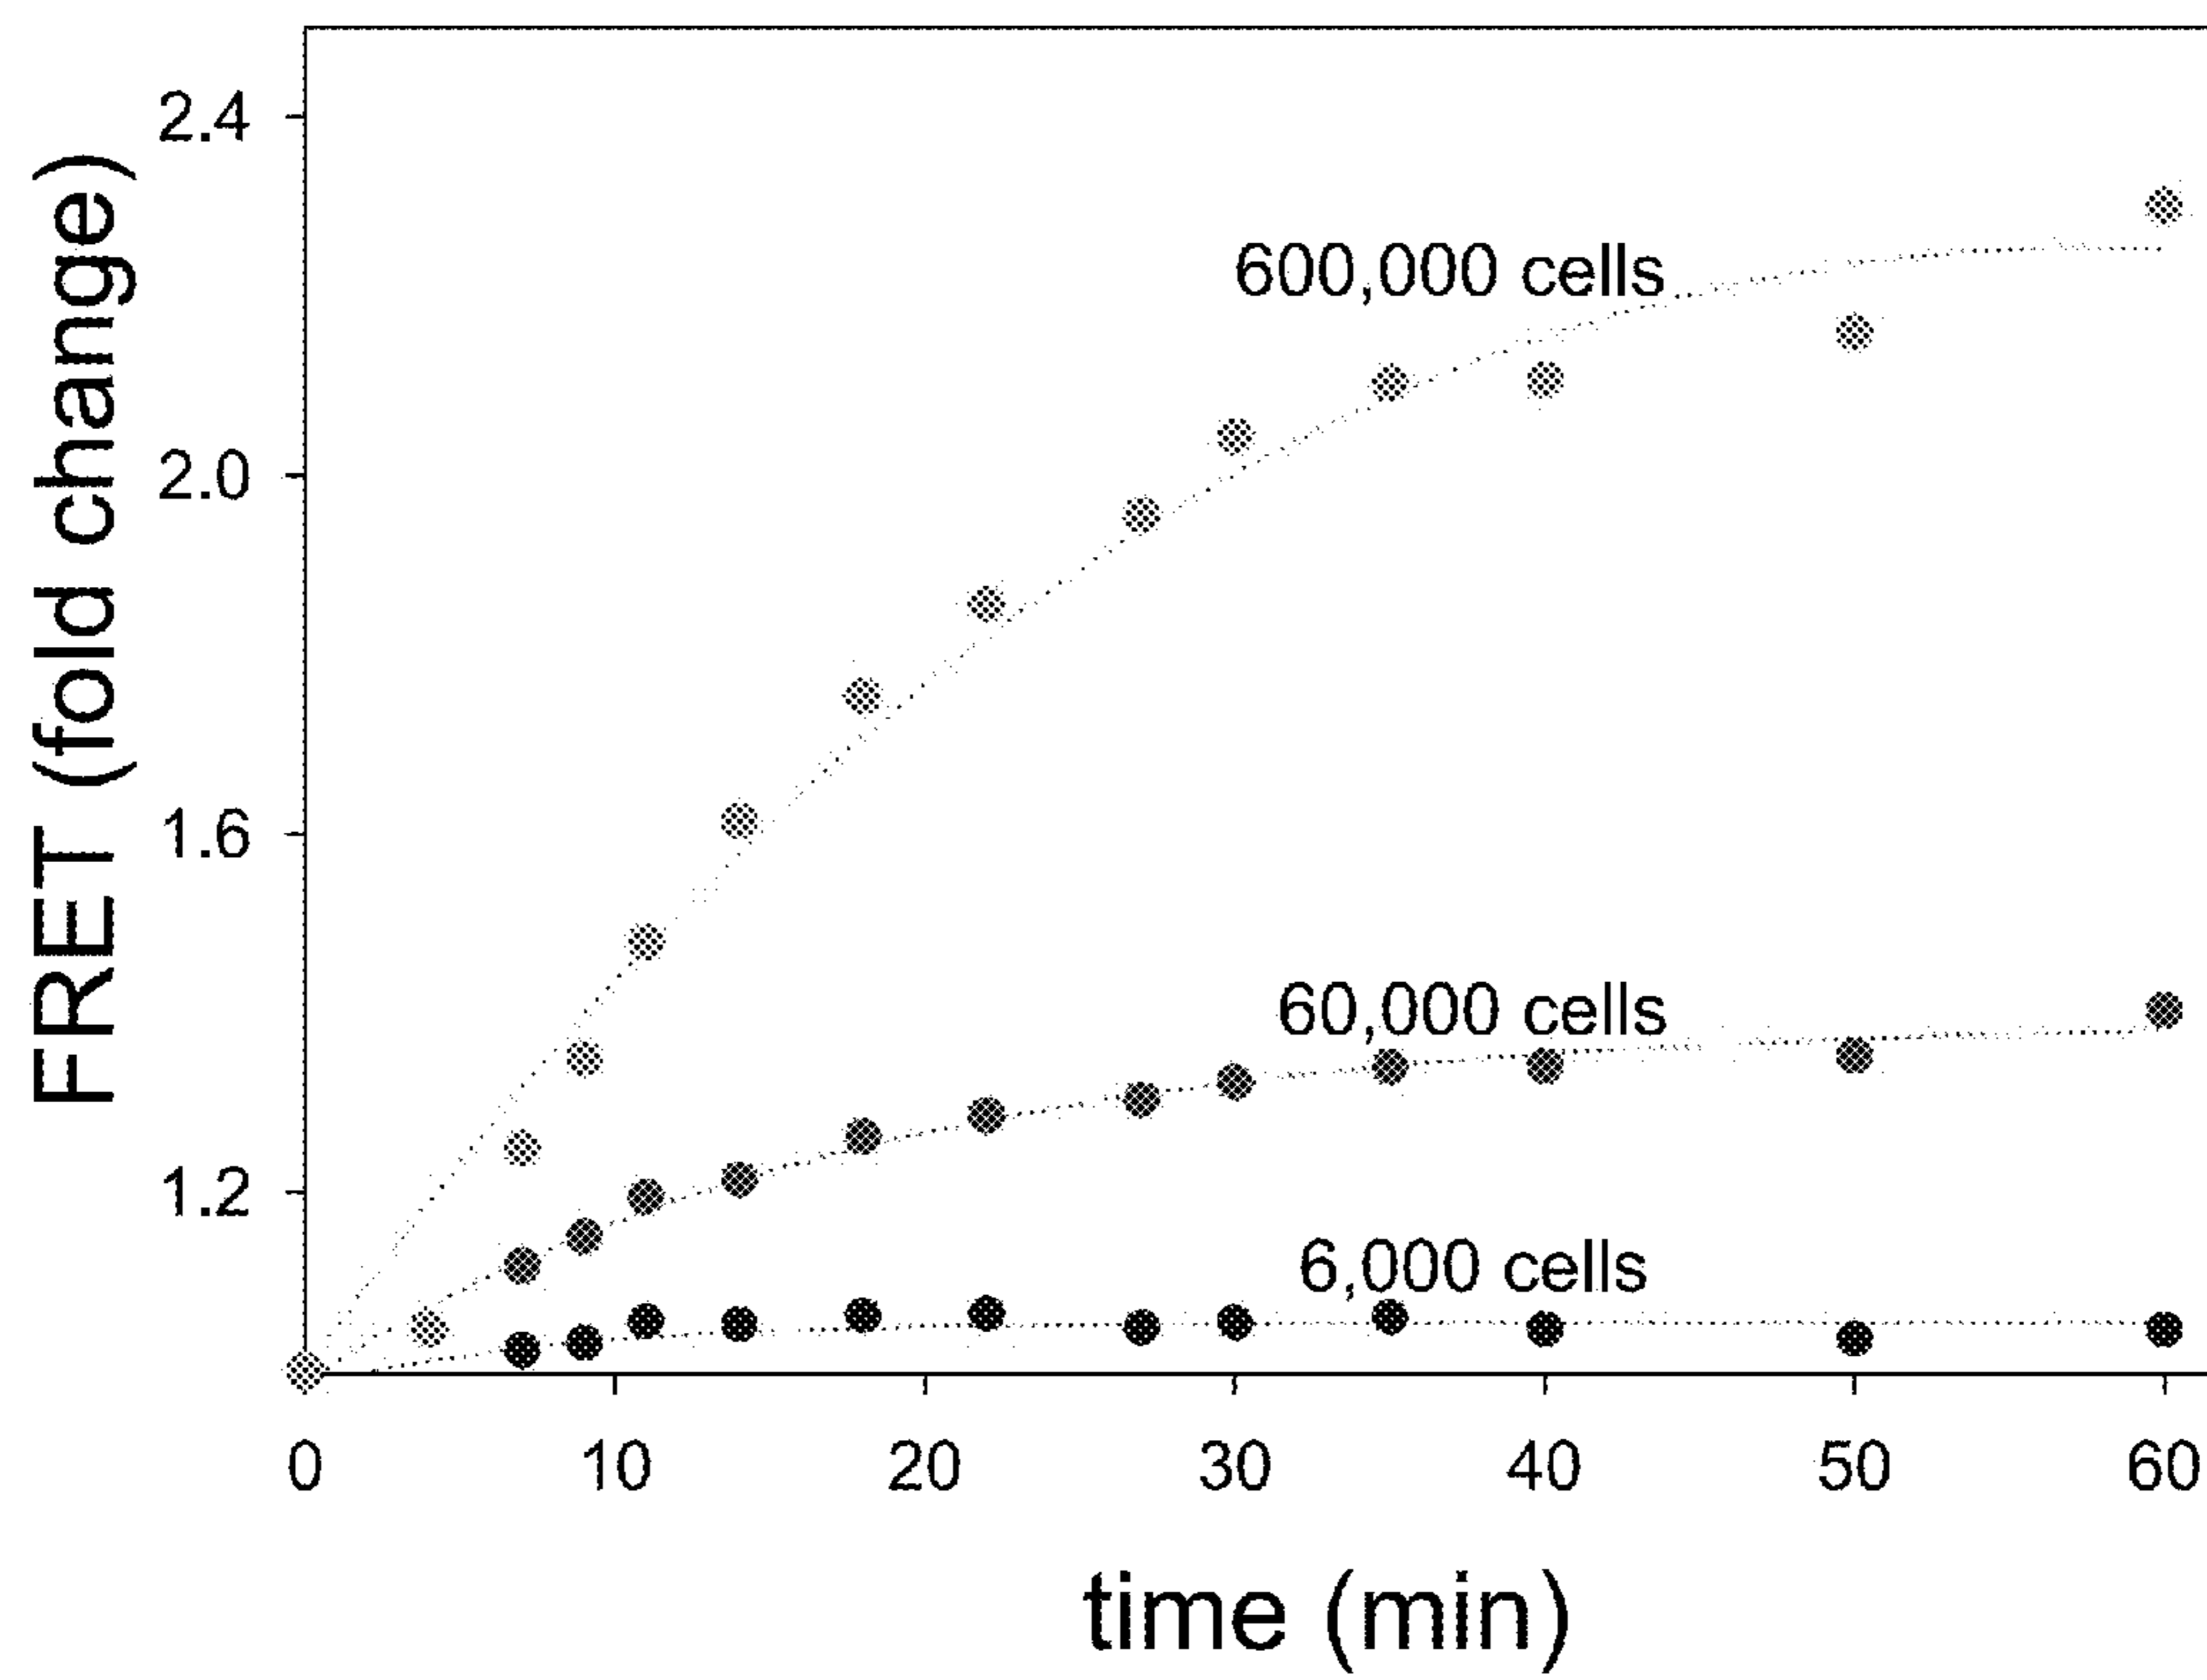 FRET (fold change)
2.4
2.0
1.6
1.2
600,000 cells
60,000 cells
6,000 cells
0 10 20 30 40 50 60
time (min)